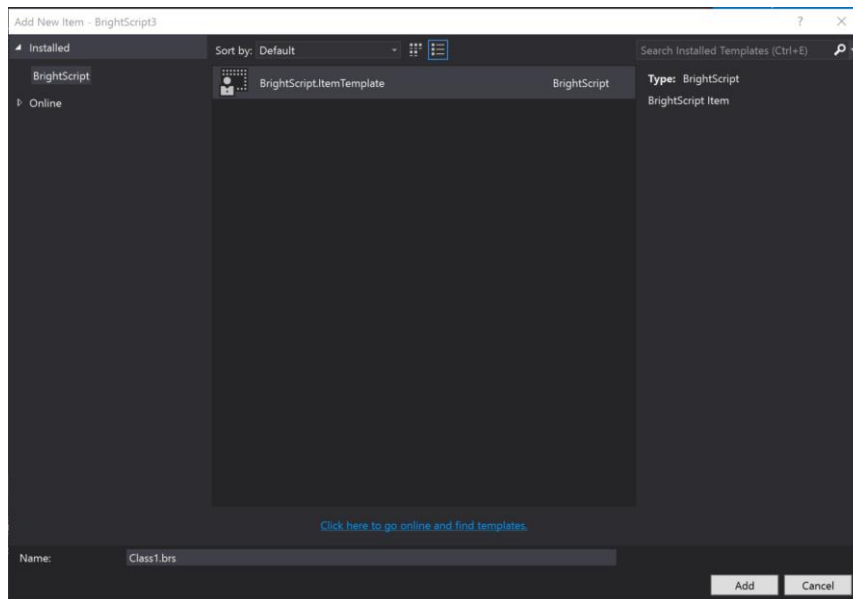 Add New Item - BrightScript3
Installed
Sort by: Default
Search Installed Templates (Ctrl+E)
BrightScript
BrightScript.ItemTemplate
BrightScript
Type: BrightScript
Online
BrightScript Item
Click here to go online and find templates.
Name:
Class1.brs
Add
Cancel